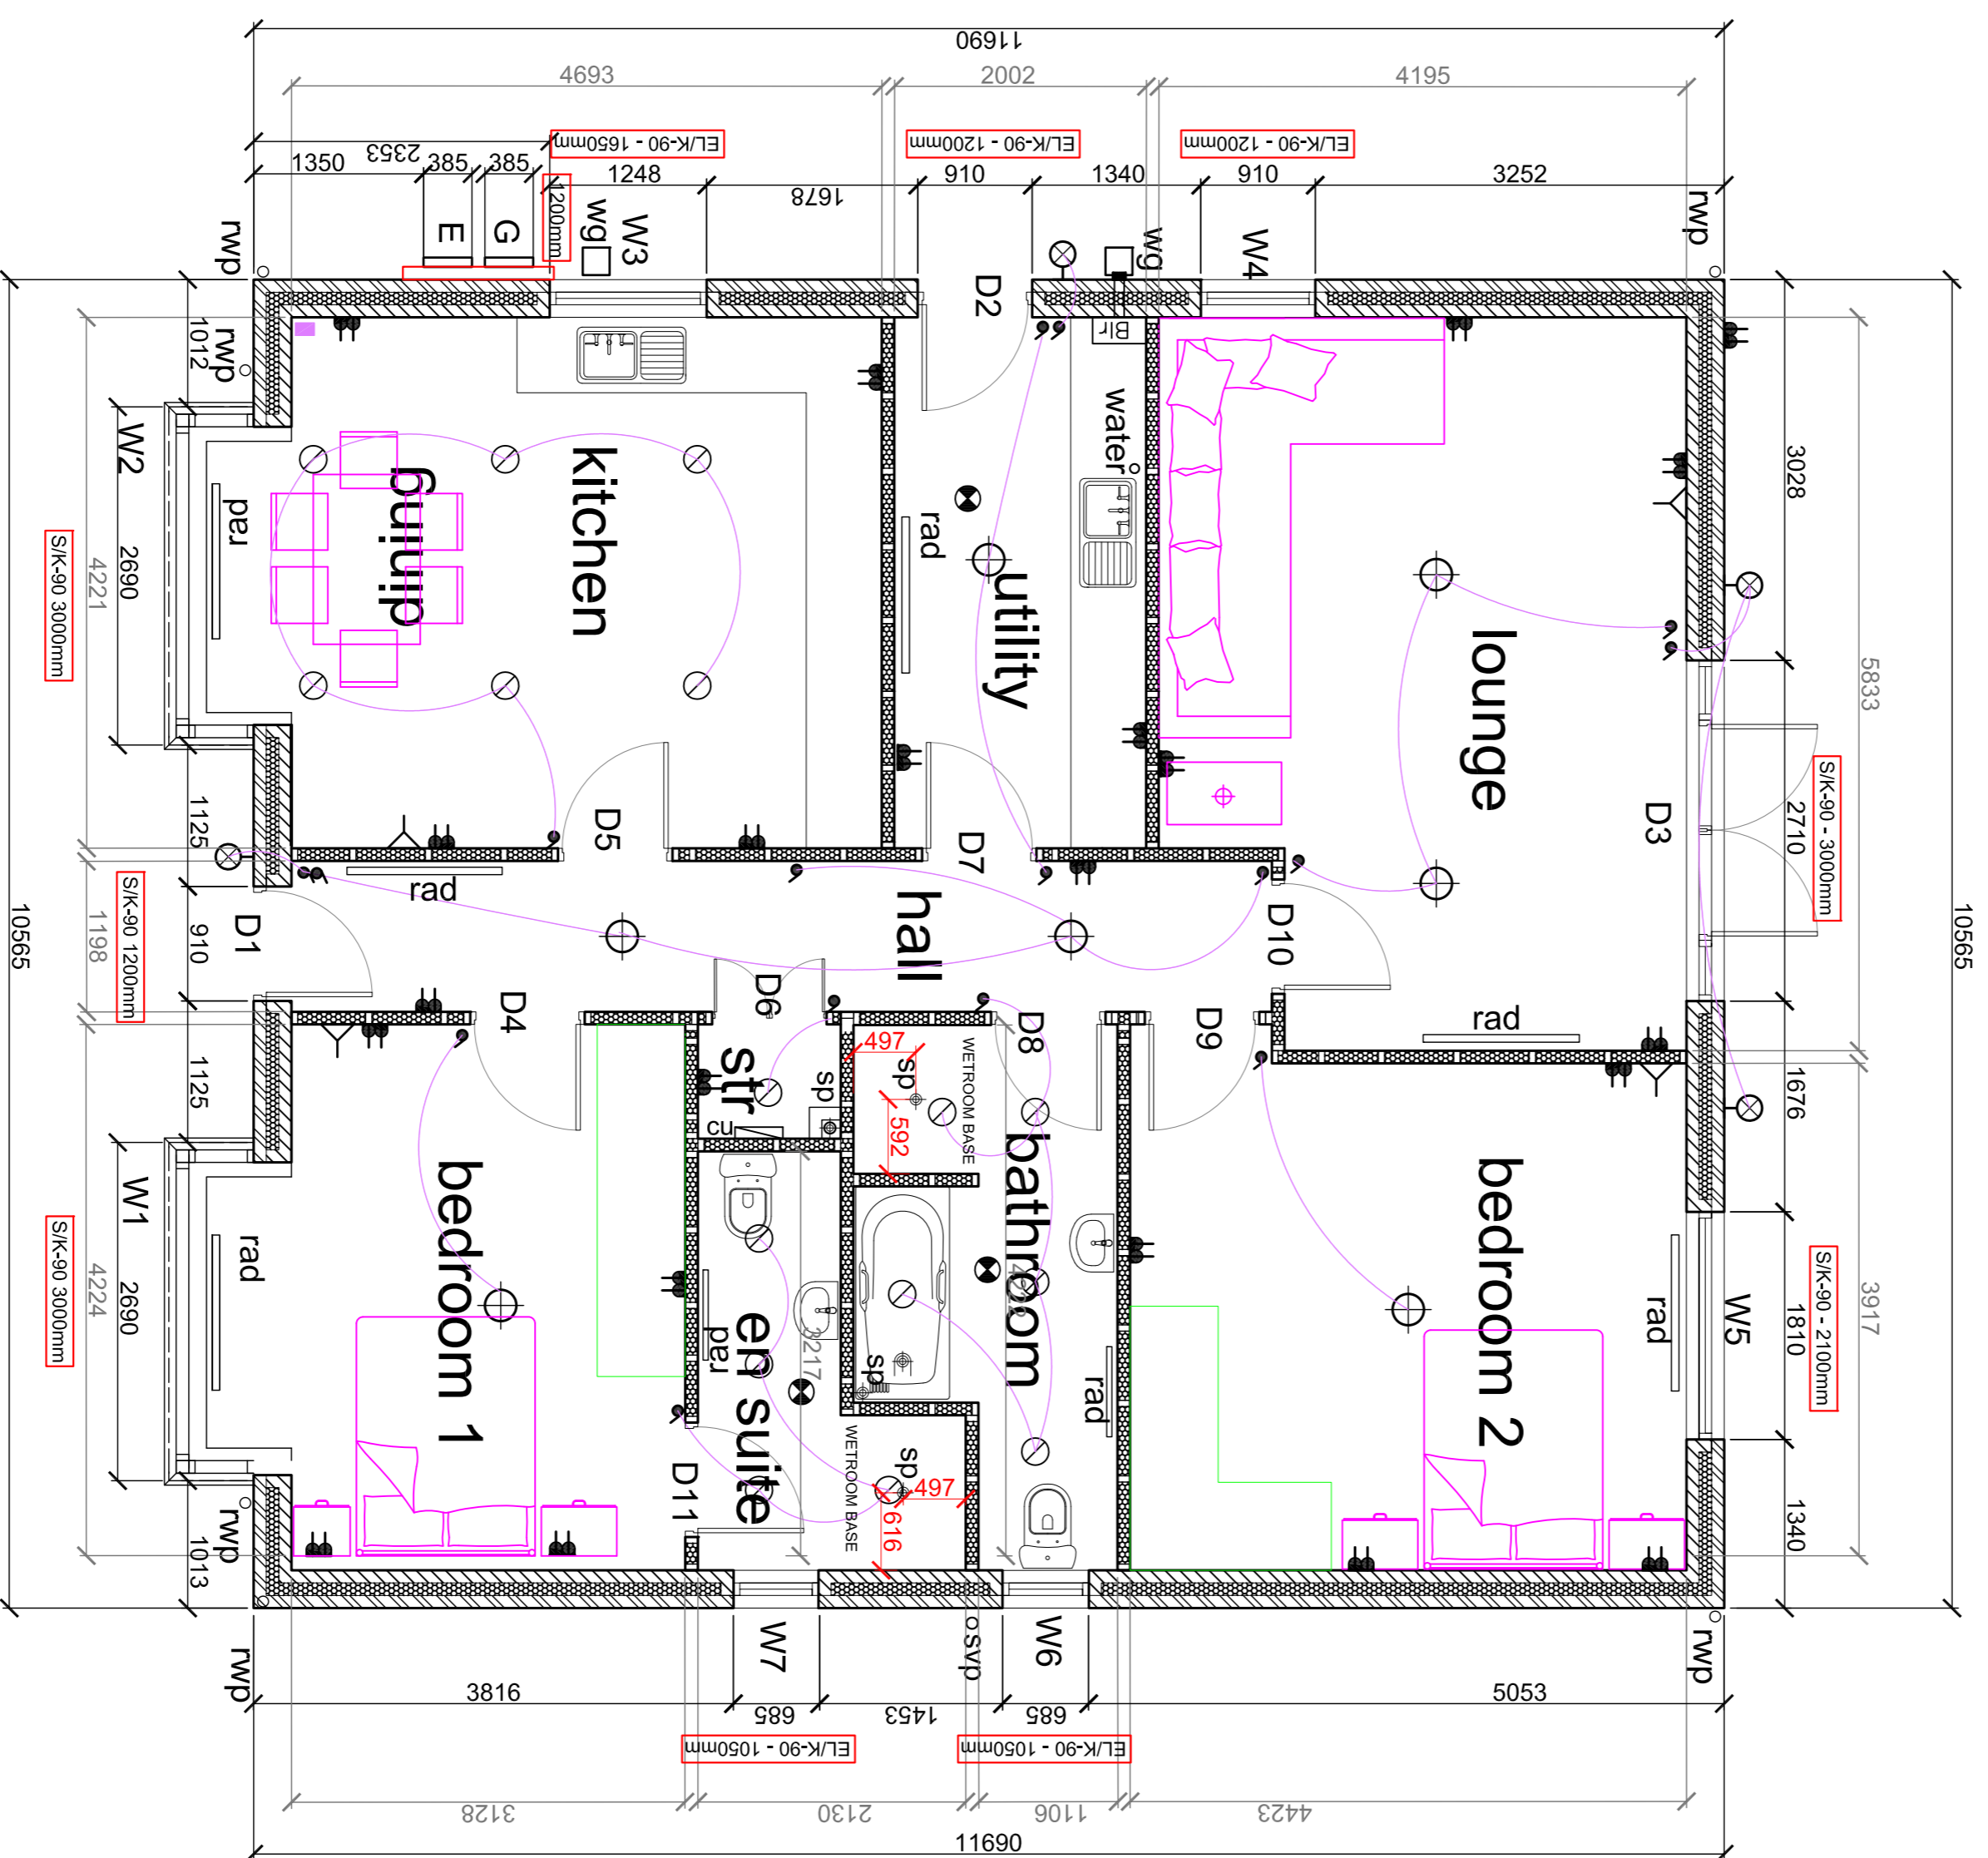 11690
4693
2002
4195
EL/K-90 - 1650mm
EL/K-90 - 1200mm
EL/K-90 - 1200mm
2353
1350
385
385
1248
1678
910
1340
910
3252
1200mm
rwp
E
G
wg
W3
D2
wg
W4
rwp
1012
rwp
Blr
water
3028
W2
rad
2690
4221
S/K-90 3000mm
dining
kitchen
rad
utility
lounge
5833
S/K-90 - 3000mm
2710
D3
1125
D5
D7
rad
hall
D10
10565
S/K-90 1200mm
1198
910
D1
10565
D4
D6
D8
D9
rad
1125
497
sp
WETROOM BASE
592
str
sp
cu
1676
bedroom 1
bathroom
bedroom 2
W1
rad
2690
4224
S/K-90 3000mm
rad
en suite
3217
sp
rad
rad
W5
1810
3917
S/K-90 - 2100mm
D11
sp
497
616
WETROOM BASE
1340
rwp
1013
rwp
W7
svp
W6
rwp
3816
685
1453
685
5053
EL/K-90 - 1050mm
EL/K-90 - 1050mm
3128
2130
1106
4423
11690